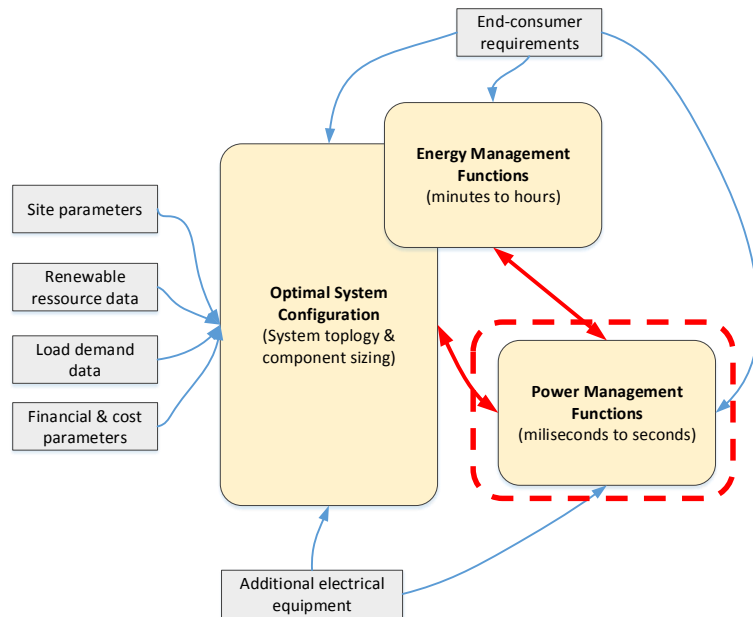 End-consumer
requirements
Energy Management
Functions
(minutes to hours)
Site parameters
Renewable
ressource data
Load demand
data
Financial & cost
parameters
Optimal System
Configuration
(System toplogy &
component sizing)
Power Management
Functions
(miliseconds to seconds)
Additional electrical
equipment